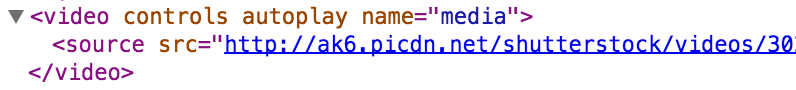 ▼<video controls autoplay name="media">
<source src="http://ak6.picdn.net/shutterstock/videos/30
</video>